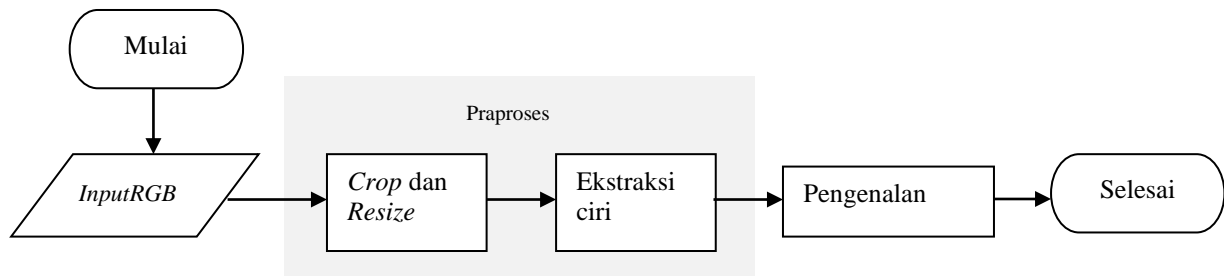 Mulai
Praproses
InputRGB
Crop dan
Resize
Ekstraksi
ciri
Pengenalan
Selesai